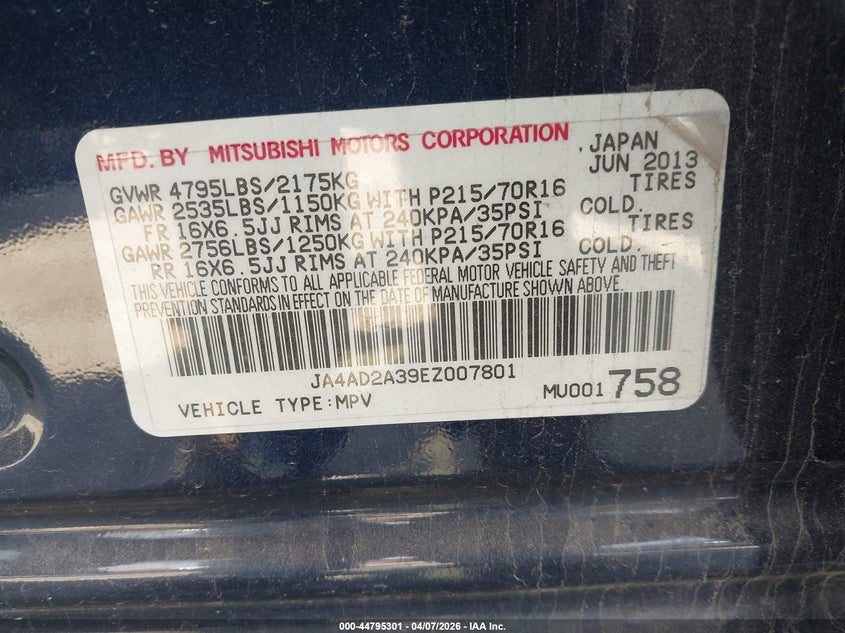 MFD. BY MITSUBISHI MOTORS CORPORATION , JAPAN
JUN 2013
GVWR 4795LBS/2175KG
GAWR 2535LBS/1150KG WITH P215/70R16 TIRES
FR 16X6.5JJ RIMS AT 240KPA/35PSI COLD.
GAWR 2756LBS/1250KG WITH P215/70R16 TIRES
RR 16X6.5JJ RIMS AT 240KPA/35PSI COLD.
THIS VEHICLE CONFORMS TO ALL APPLICABLE FEDERAL MOTOR VEHICLE SAFETY AND THEFT
PREVENTION STANDARDS IN EFFECT ON THE DATE OF MANUFACTURE SHOWN ABOVE.
JA4AD2A39EZ007801
VEHICLE TYPE:MPV MU001 758
000-44795301 - 04/07/2026 - IAA Inc.